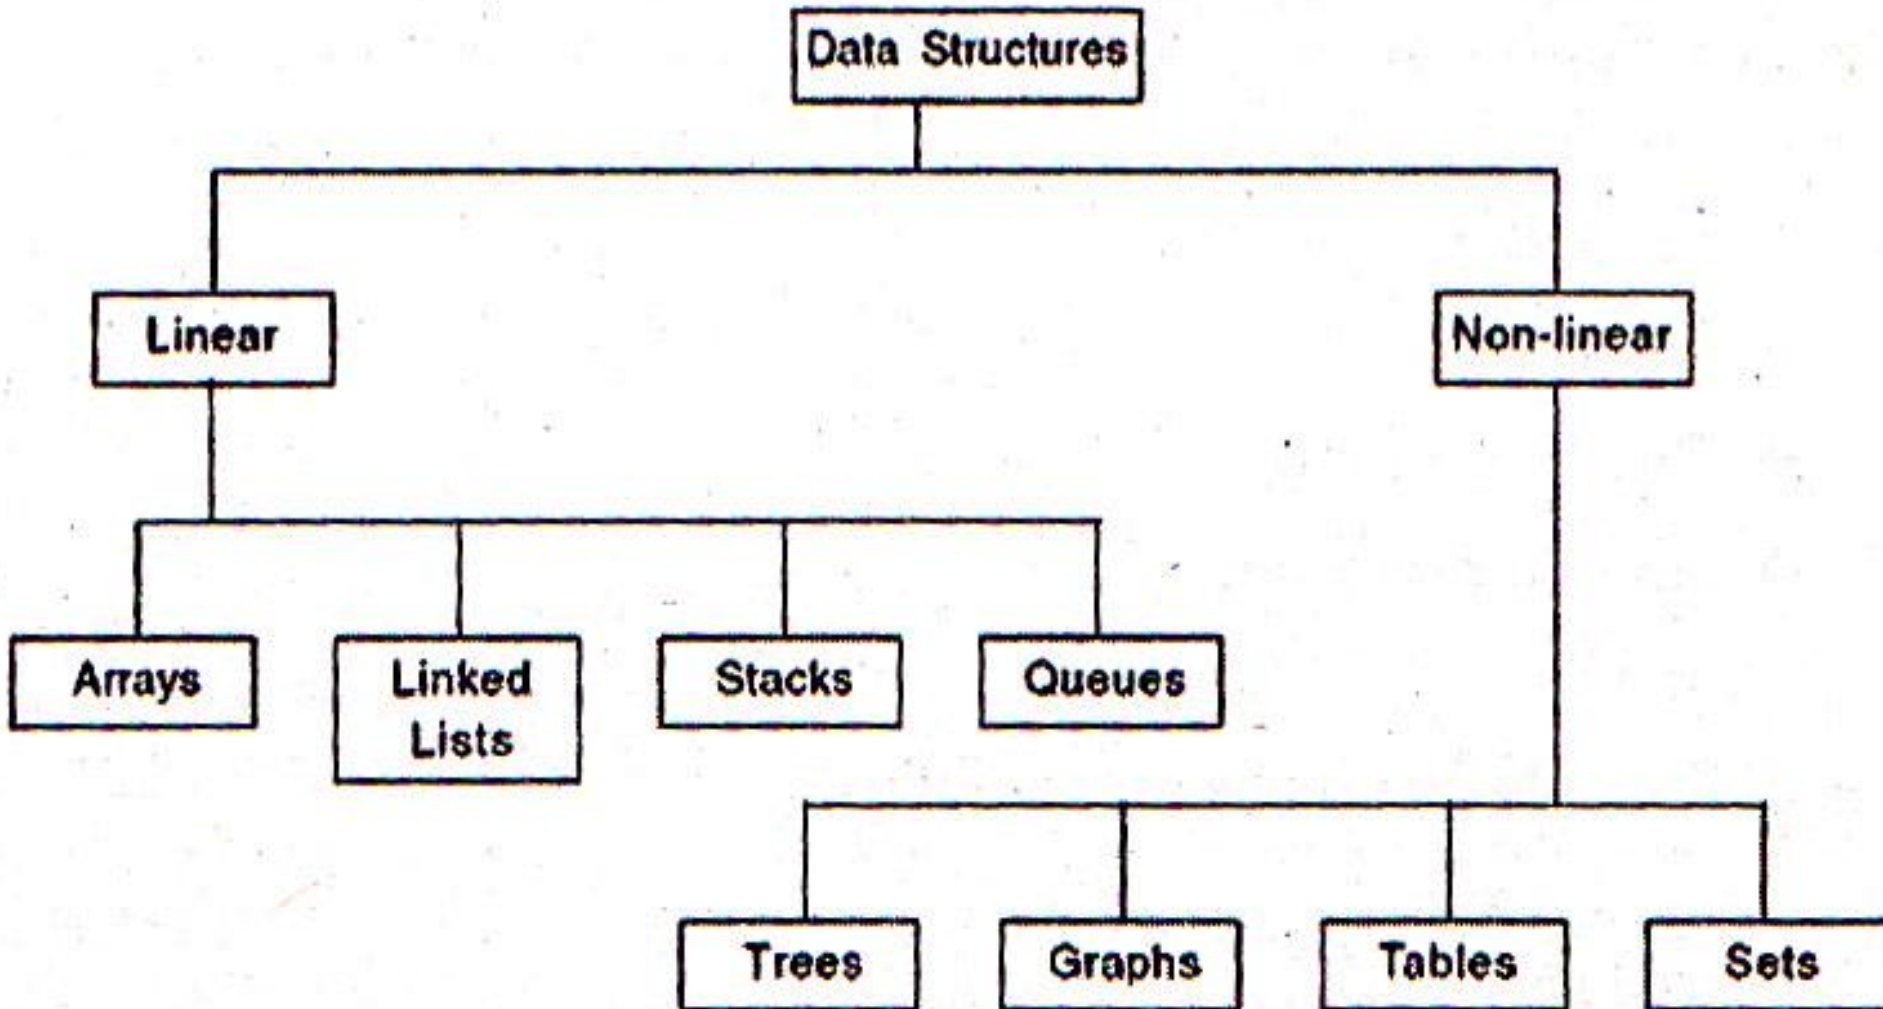 Data Structures
Linear
Non-linear
Arrays
Linked
Lists
Stacks
Queues
Trees
Graphs
Tables
Sets